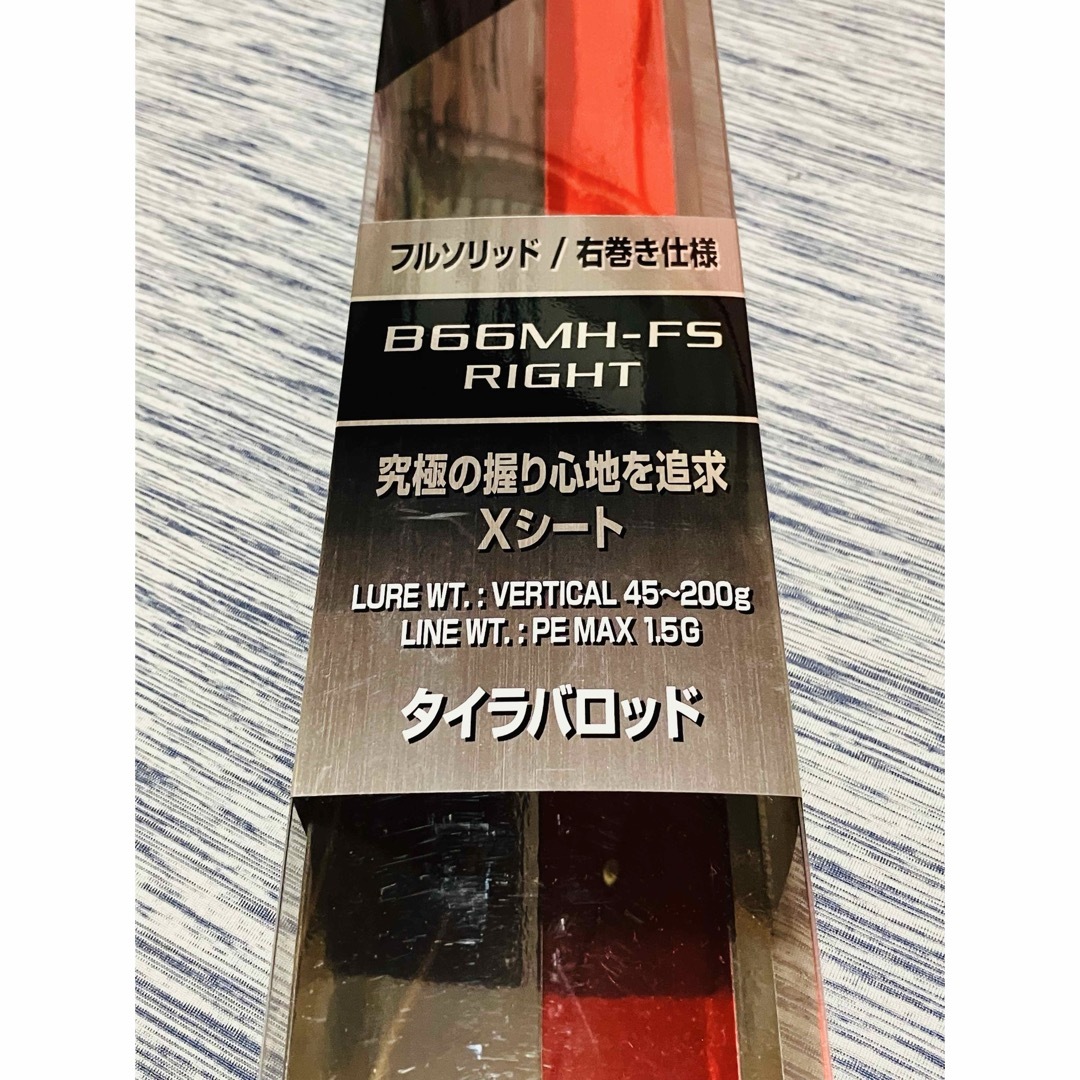 フルソリッド / 右巻き仕様
B66MH-FS
RIGHT
究極の握り心地を追求
Xシート
LURE WT. : VERTICAL 45~200g
LINE WT. : PE MAX 1.5G
タイラバロッド